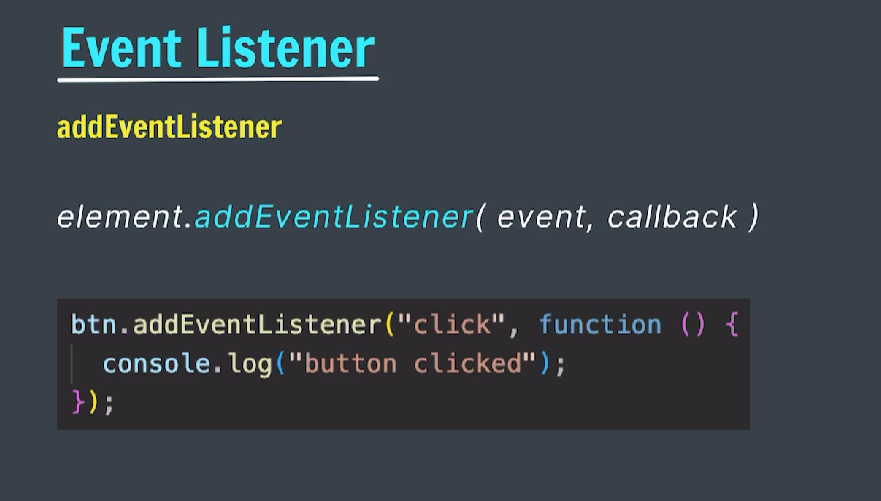 Event Listener
addEventListener
element.addEventListener( event, callback )
btn.addEventListener("click", function () {
  console.log("button clicked");
});